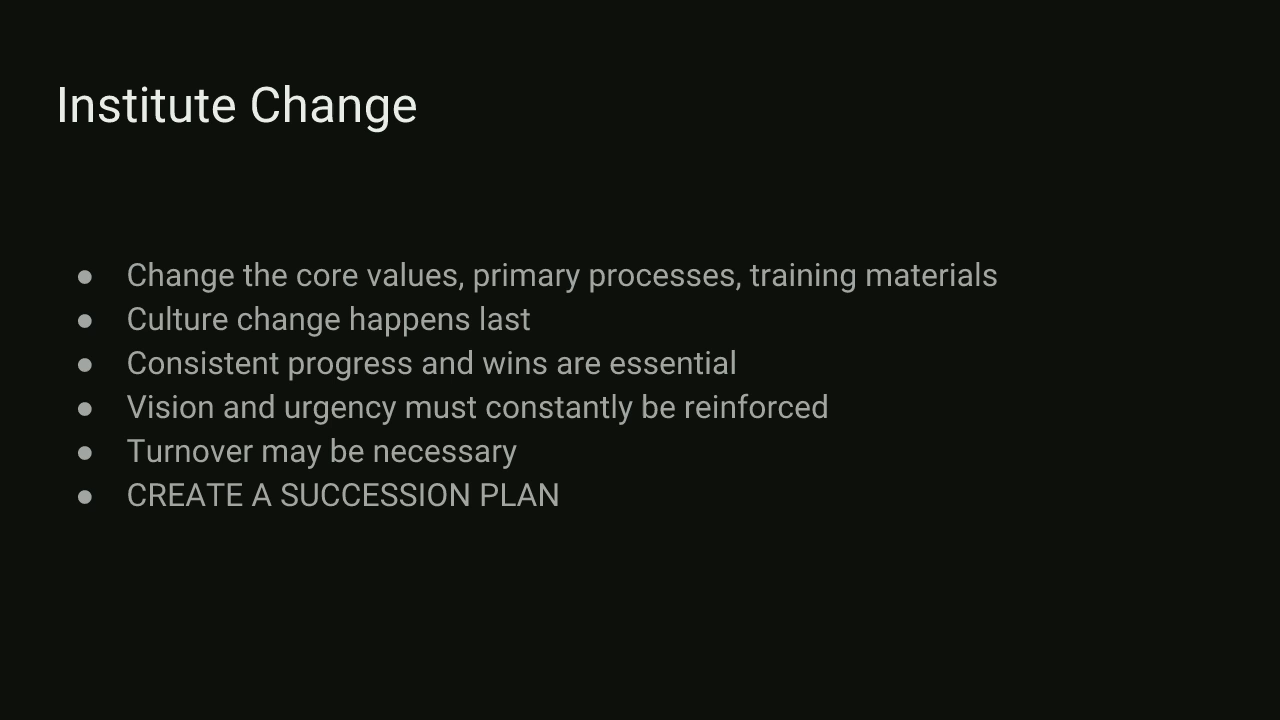 Institute Change
● Change the core values, primary processes, training materials
● Culture change happens last
● Consistent progress and wins are essential
● Vision and urgency must constantly be reinforced
● Turnover may be necessary
● CREATE A SUCCESSION PLAN